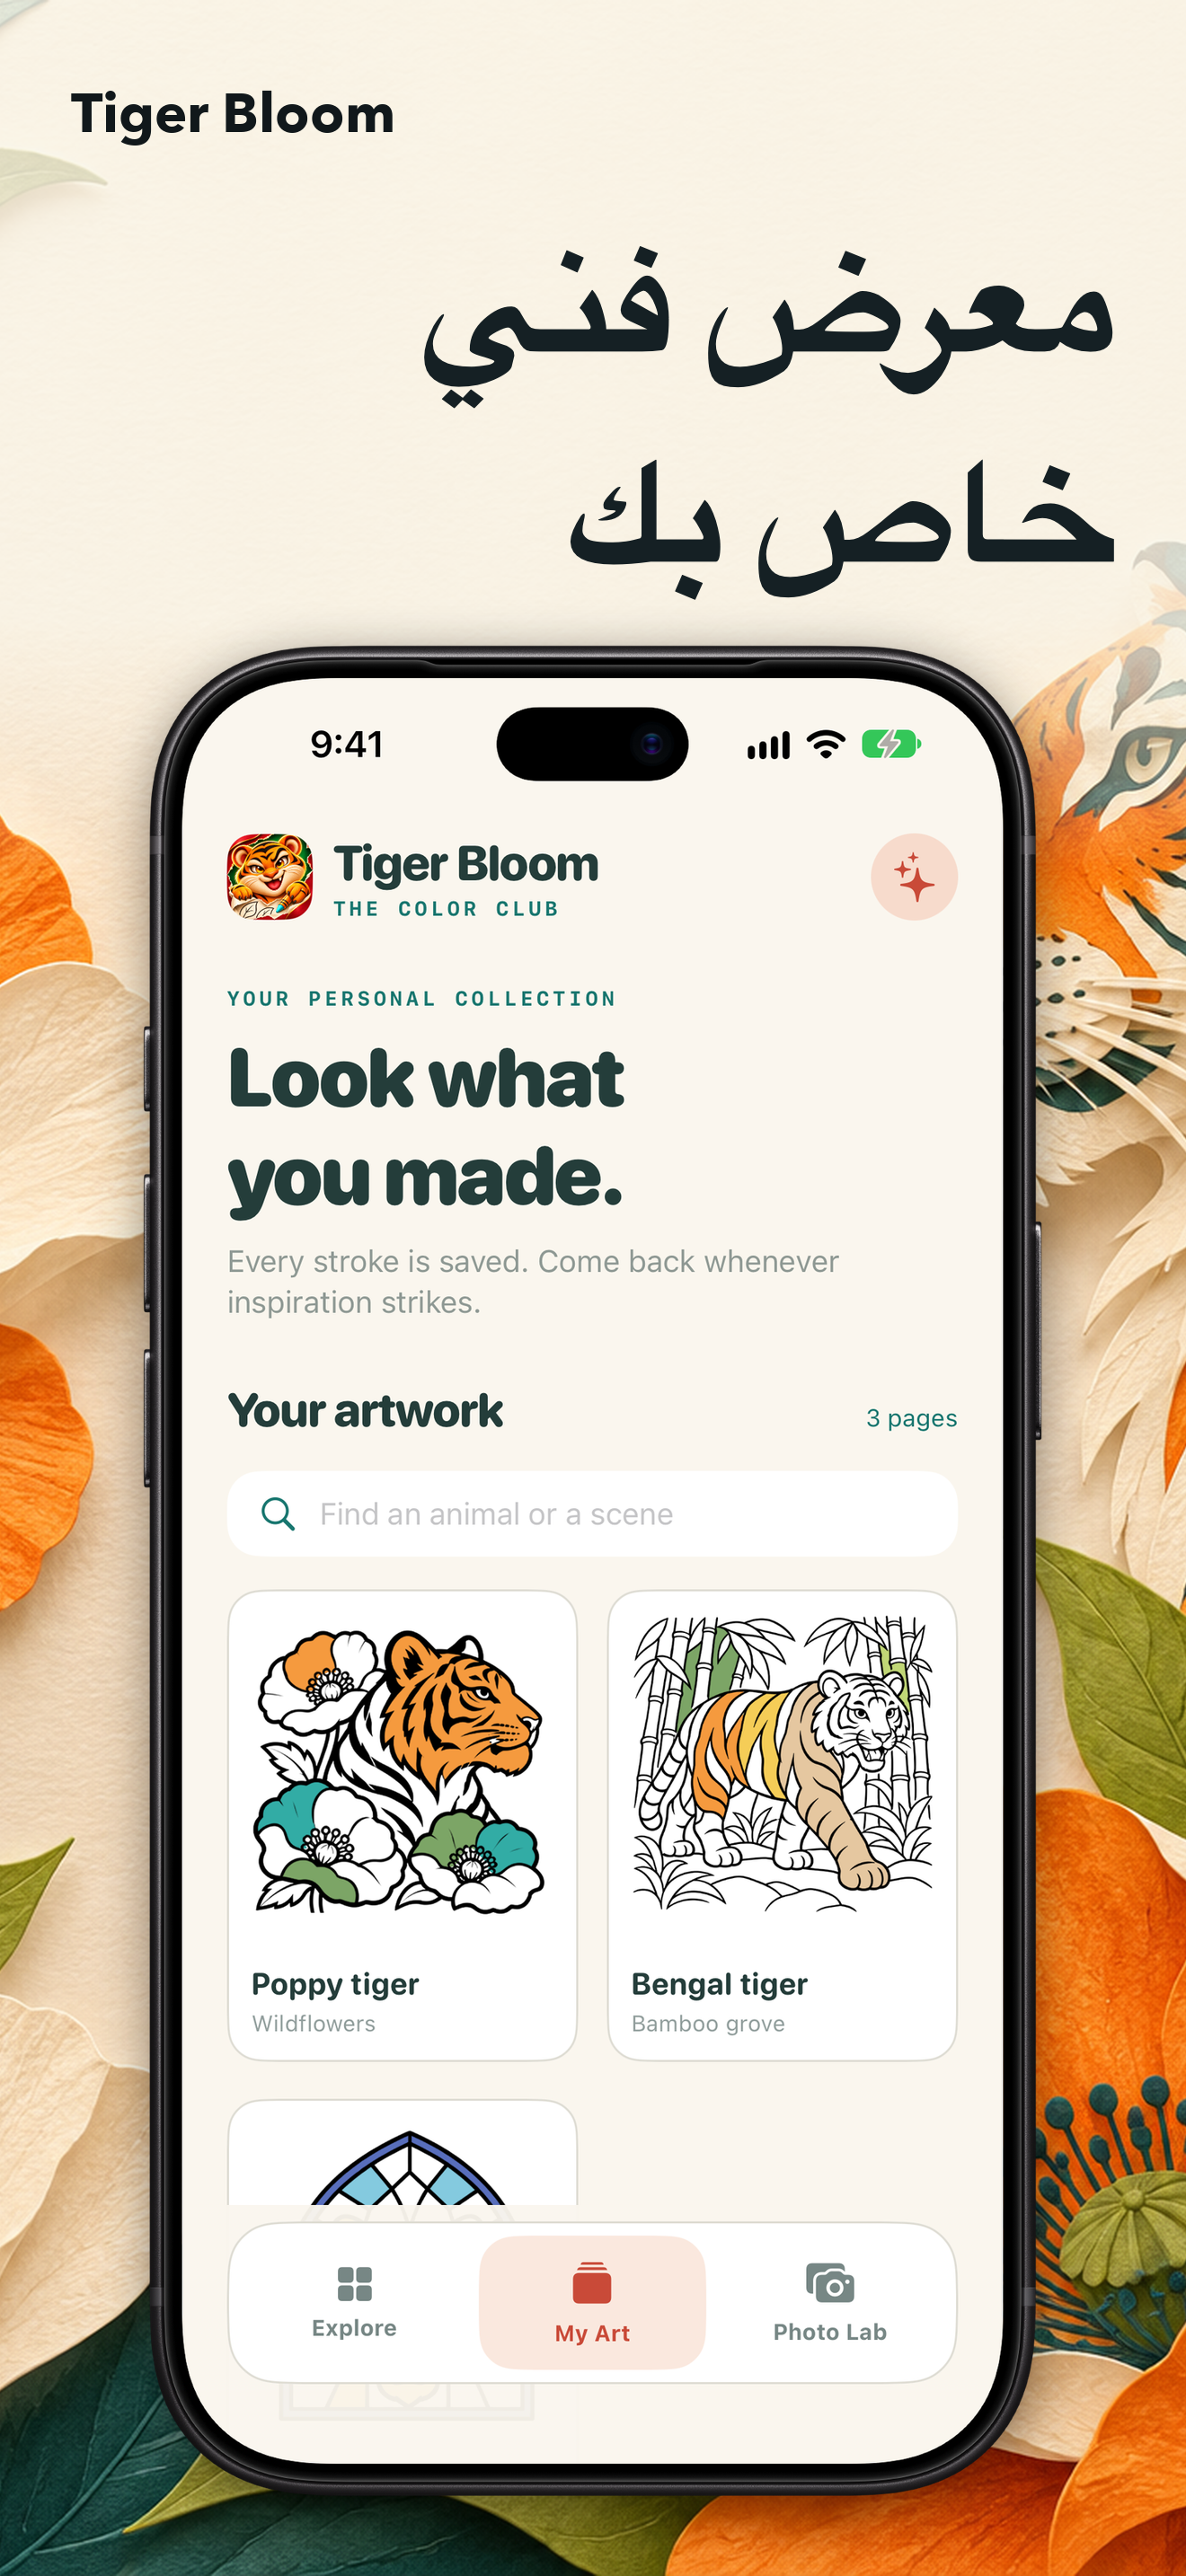 Tiger Bloom
معرض فني
خاص بك
9:41
Tiger Bloom
THE COLOR CLUB
YOUR PERSONAL COLLECTION
Look what
you made.
Every stroke is saved. Come back whenever
inspiration strikes.
Your artwork
3 pages
Find an animal or a scene
Poppy tiger
Wildflowers
Bengal tiger
Bamboo grove
Explore
My Art
Photo Lab